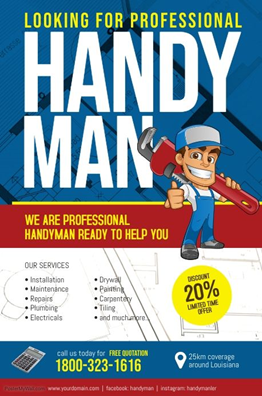 LOOKING FOR PROFESSIONAL
HANDY
MAN
WE ARE PROFESSIONAL
HANDYMAN READY TO HELP YOU
OUR SERVICES
• Installation
• Maintenance
• Repairs
• Plumbing
• Electricals
• Drywall
• Painting
• Carpentery
• Tiling
• and much more...
DISCOUNT
20%
LIMITED TIME
OFFER
call us today for FREE QUOTATION
1800-323-1616
25km coverage
around Louisiana
www.yourdomain.com | facebook: handyman | instagram: handymanler